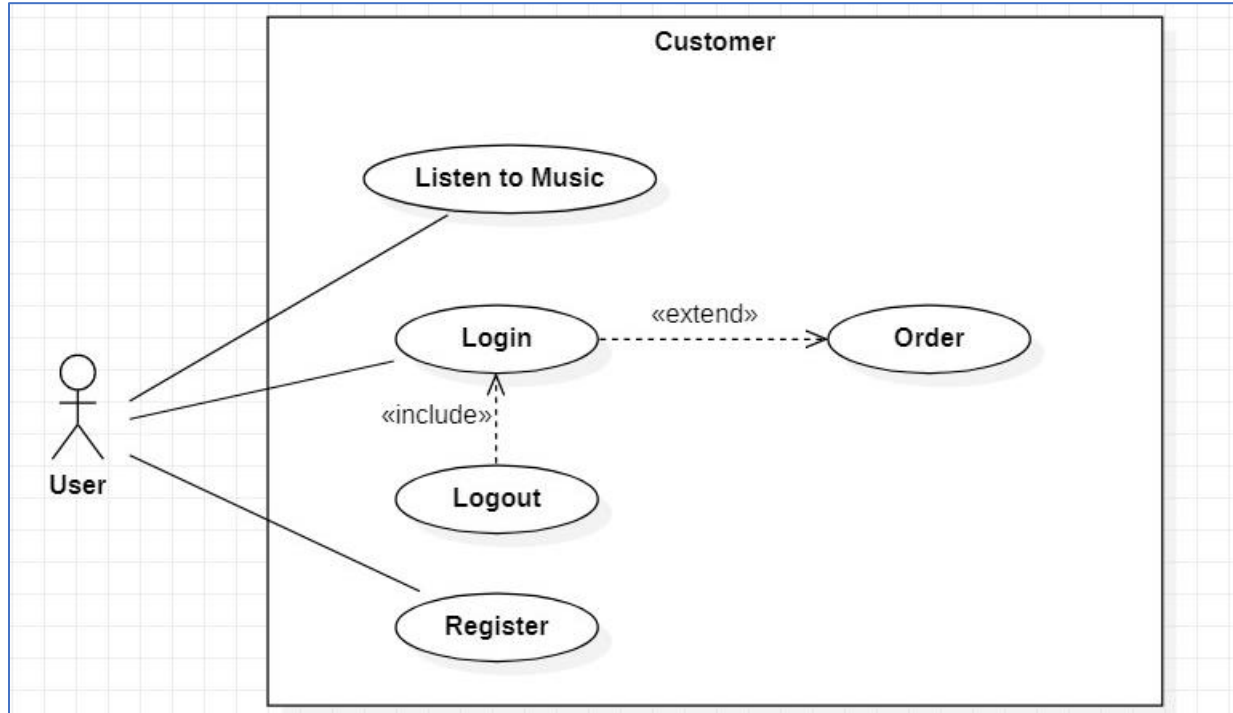 Customer
Listen to Music
Login
«extend»
Order
«include»
User
Logout
Register